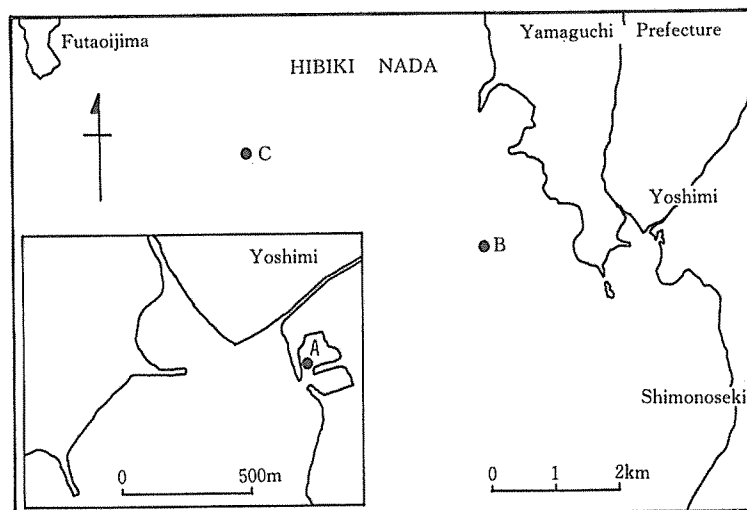 Futaoijima
Yamaguchi Prefecture
HIBIKI NADA
C
Yoshimi
B
Yoshimi
A
Shimonoseki
0 500m
0 1 2km